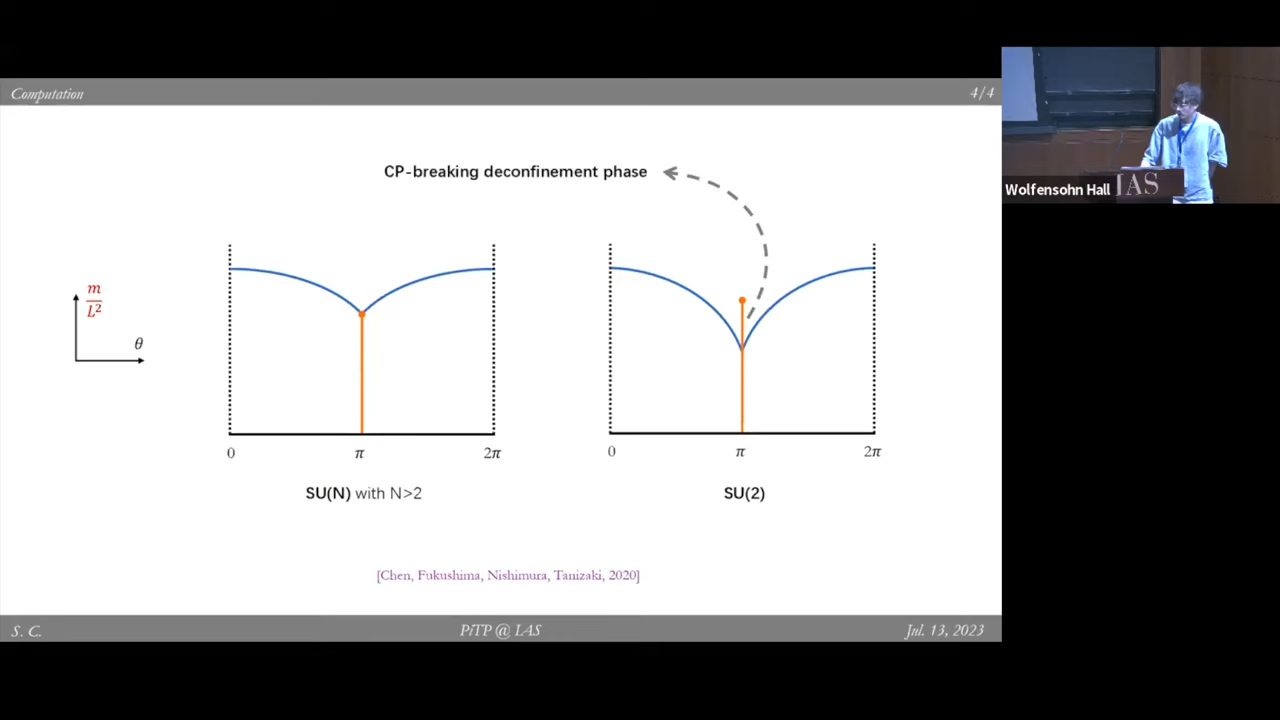 Computation
4/4
CP-breaking deconfinement phase
m
L²
θ
0
π
2π
0
π
2π
SU(N) with N>2
SU(2)
[Chen, Fukushima, Nishimura, Tanizaki, 2020]
S. C.
PiTP @ IAS
Jul. 13, 2023
Wolfensohn Hall
IAS